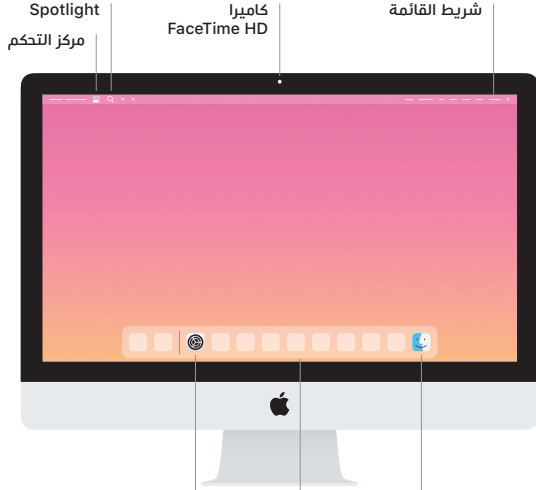 شريط القائمة
كاميرا
FaceTime HD
Spotlight
مركز التحكم